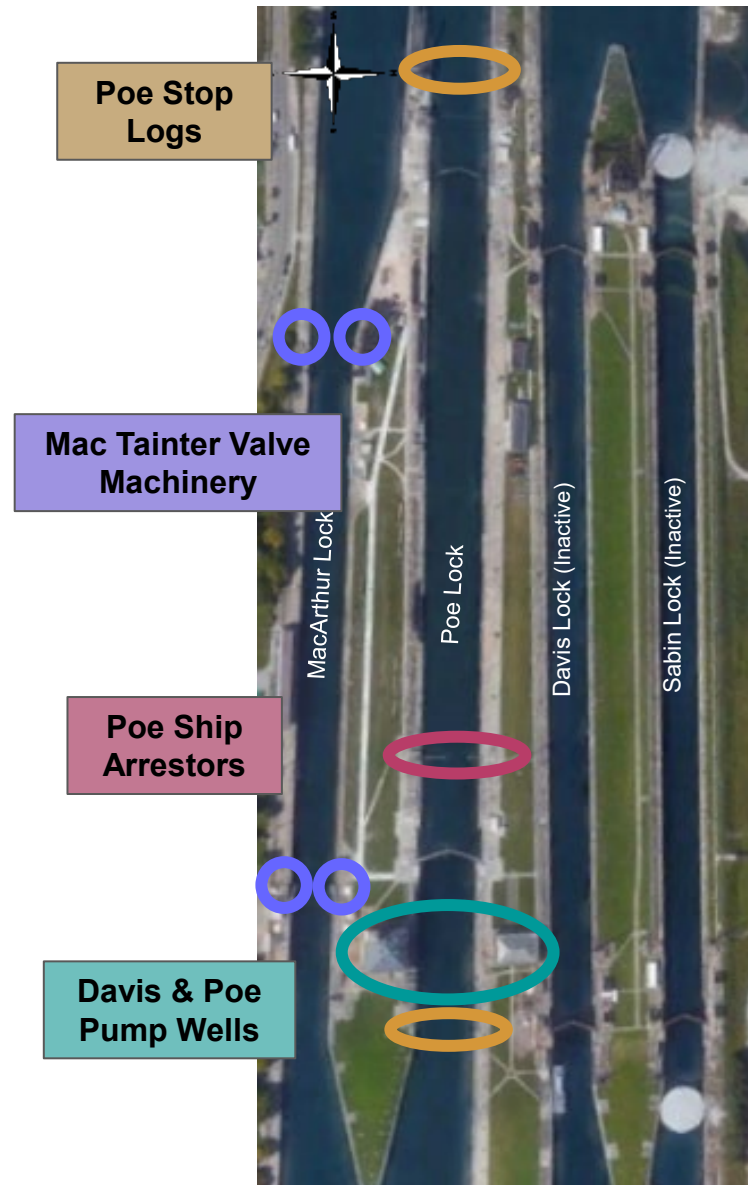 Poe Stop
Logs
Mac Tainter Valve
Machinery
MacArthur Lock
Poe Lock
Davis Lock (Inactive)
Sabin Lock (Inactive)
Poe Ship
Arrestors
Davis & Poe
Pump Wells